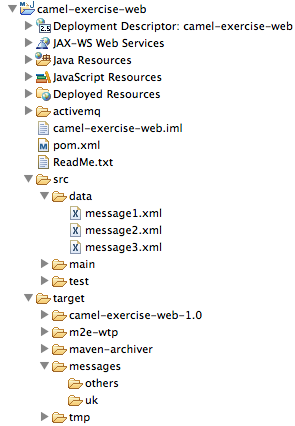 camel-exercise-web
Deployment Descriptor: camel-exercise-web
JAX-WS Web Services
Java Resources
JavaScript Resources
Deployed Resources
activemq
camel-exercise-web.iml
pom.xml
ReadMe.txt
src
data
message1.xml
message2.xml
message3.xml
main
test
target
camel-exercise-web-1.0
m2e-wtp
maven-archiver
messages
others
uk
tmp